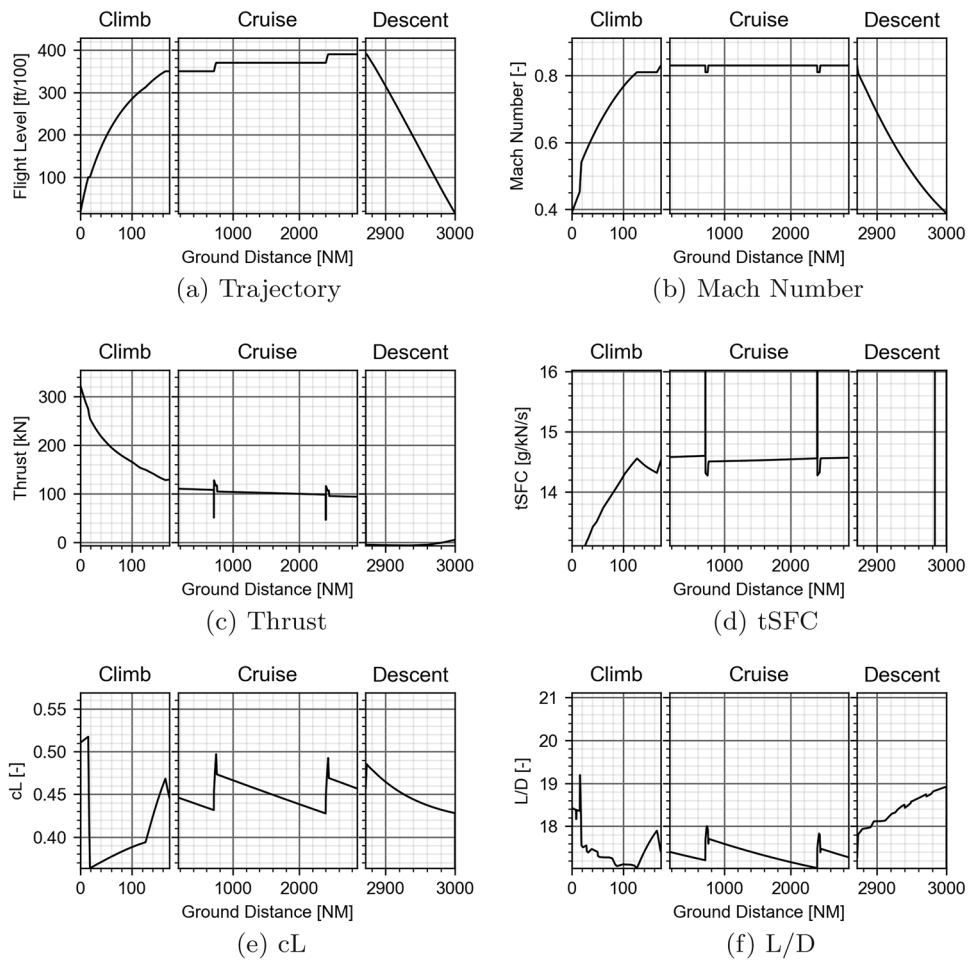 Climb Cruise Descent
Flight Level [ft/100]
400
300
200
100
0 100 1000 2000 2900 3000
Ground Distance [NM]
(a) Trajectory
Climb Cruise Descent
Mach Number [-]
0.8
0.6
0.4
0 100 1000 2000 2900 3000
Ground Distance [NM]
(b) Mach Number
Climb Cruise Descent
Thrust [kN]
300
200
100
0
0 100 1000 2000 2900 3000
Ground Distance [NM]
(c) Thrust
Climb Cruise Descent
tSFC [g/kN/s]
16
15
14
0 100 1000 2000 2900 3000
Ground Distance [NM]
(d) tSFC
Climb Cruise Descent
cL [-]
0.55
0.50
0.45
0.40
0 100 1000 2000 2900 3000
Ground Distance [NM]
(e) cL
Climb Cruise Descent
L/D [-]
21
20
19
18
0 100 1000 2000 2900 3000
Ground Distance [NM]
(f) L/D